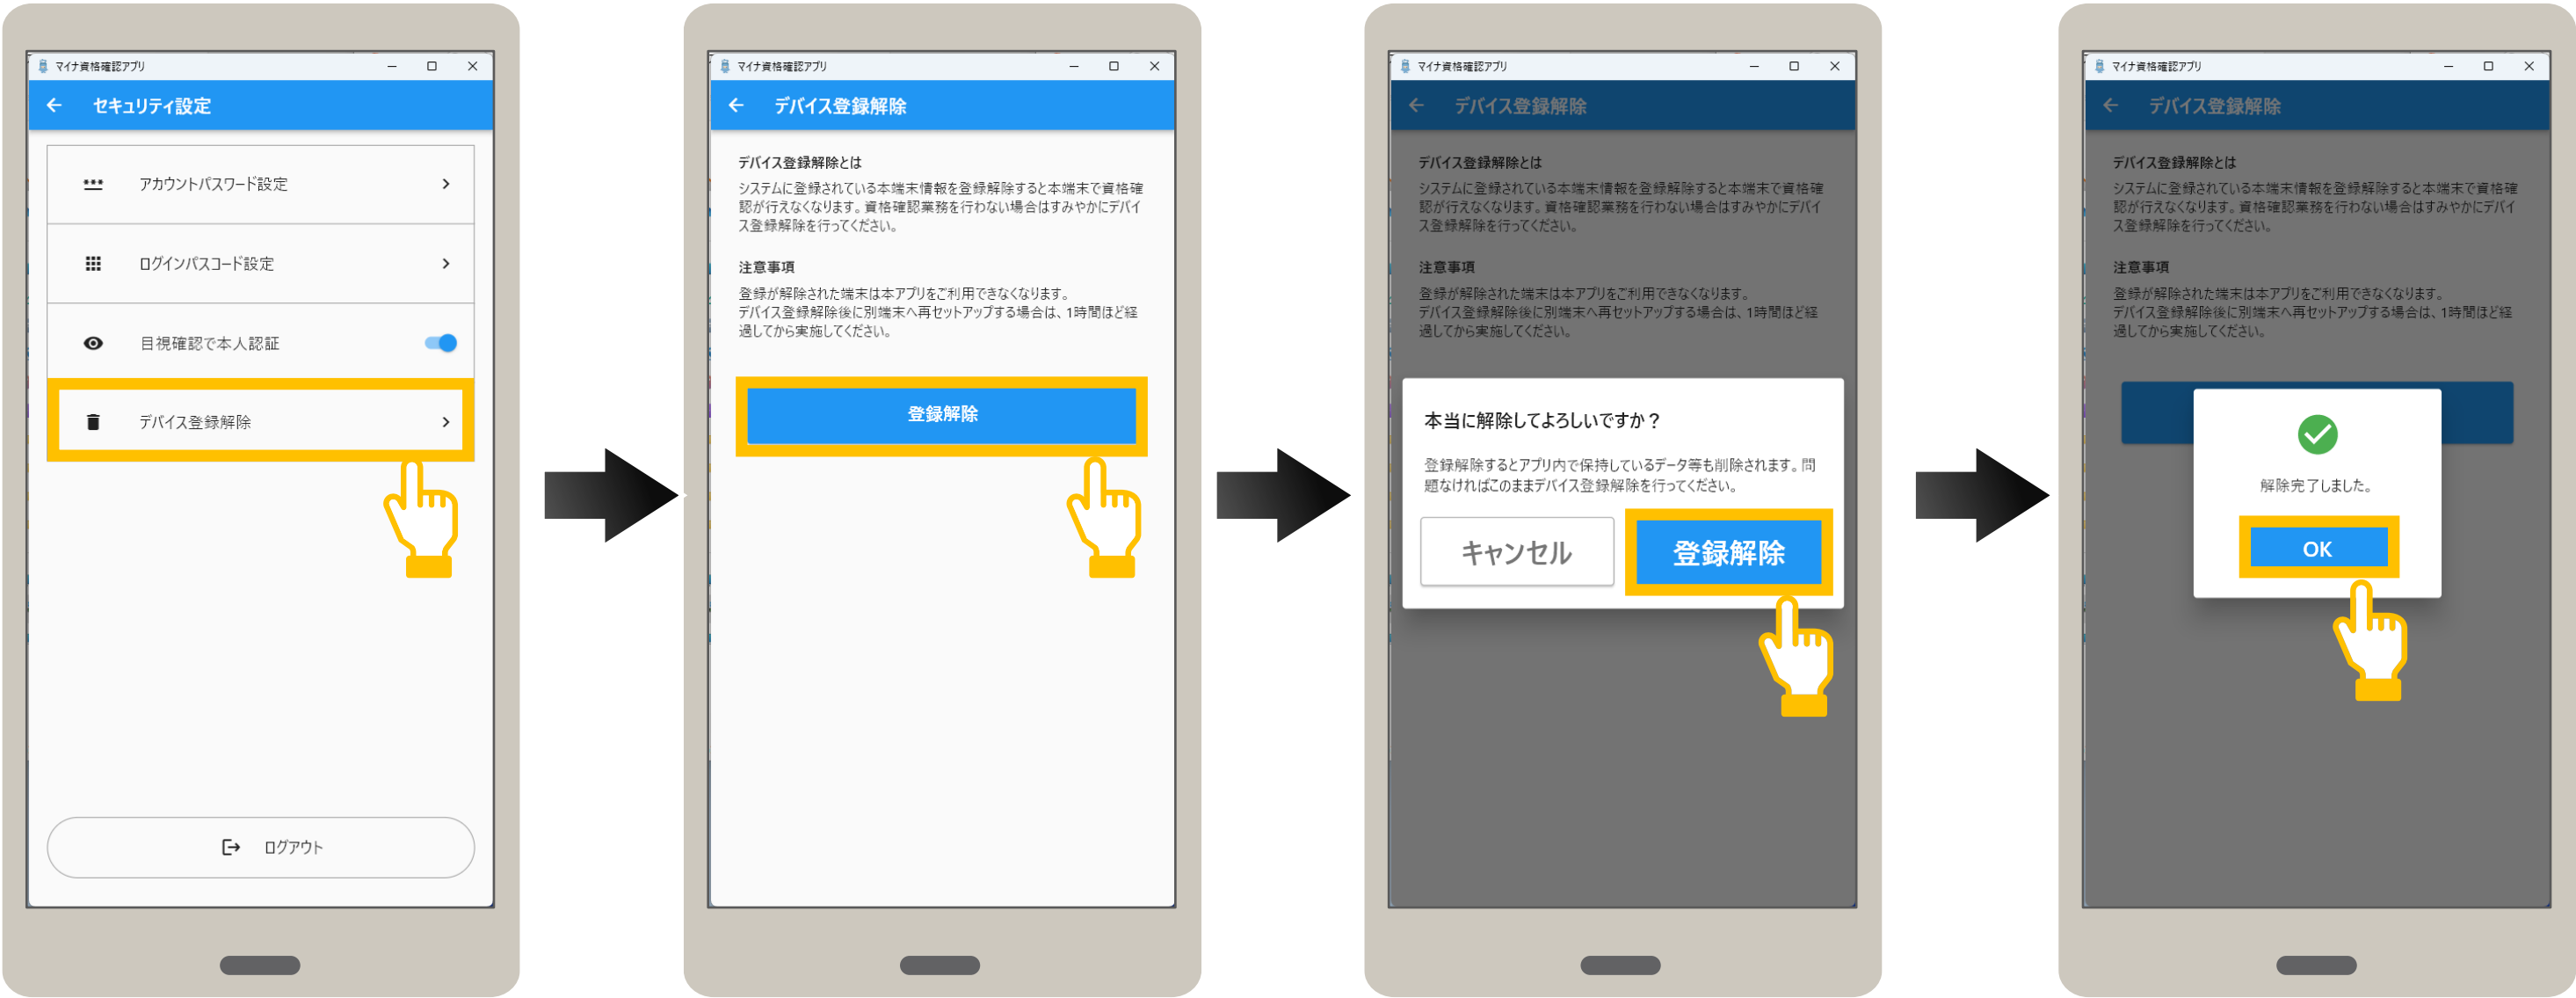 マイナ資格確認アプリ
セキュリティ設定
アカウントパスワード設定
ログインパスコード設定
目視確認で本人認証
デバイス登録解除
ログアウト
マイナ資格確認アプリ
デバイス登録解除
デバイス登録解除とは
システムに登録されている本端末情報を登録解除すると本端末で資格確
認が行えなくなります。資格確認業務を行わない場合はすみやかにデバイ
ス登録解除を行ってください。
注意事項
登録が解除された端末は本アプリをご利用できなくなります。
デバイス登録解除後に別端末へ再セットアップする場合は、1時間ほど経
過してから実施してください。
登録解除
マイナ資格確認アプリ
デバイス登録解除
デバイス登録解除とは
システムに登録されている本端末情報を登録解除すると本端末で資格確
認が行えなくなります。資格確認業務を行わない場合はすみやかにデバイ
ス登録解除を行ってください。
注意事項
登録が解除された端末は本アプリをご利用できなくなります。
デバイス登録解除後に別端末へ再セットアップする場合は、1時間ほど経
過してから実施してください。
本当に解除してよろしいですか？
登録解除するとアプリ内で保持しているデータ等も削除されます。問
題なければこのままデバイス登録解除を行ってください。
キャンセル
登録解除
マイナ資格確認アプリ
デバイス登録解除
デバイス登録解除とは
システムに登録されている本端末情報を登録解除すると本端末で資格確
認が行えなくなります。資格確認業務を行わない場合はすみやかにデバイ
ス登録解除を行ってください。
注意事項
登録が解除された端末は本アプリをご利用できなくなります。
デバイス登録解除後に別端末へ再セットアップする場合は、1時間ほど経
過してから実施してください。
解除完了しました。
OK